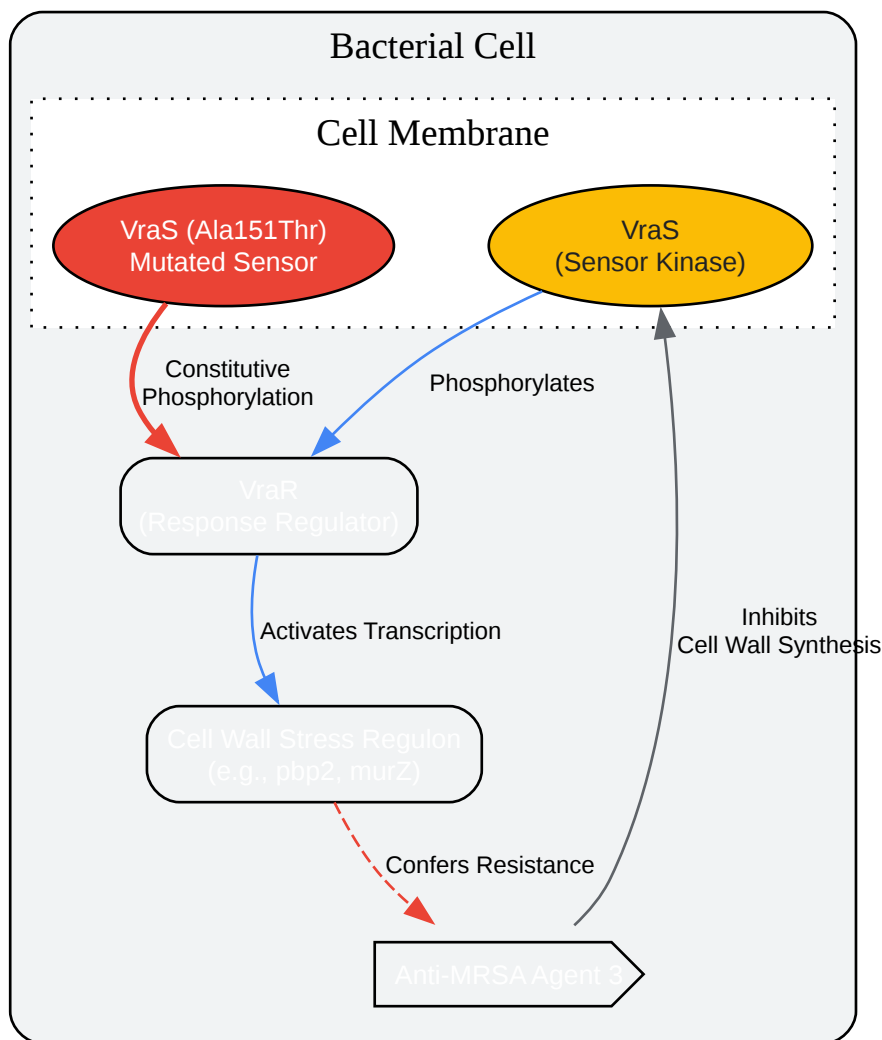 Bacterial Cell
Cell Membrane
VraS (Ala151Thr)
Mutated Sensor
VraS
(Sensor Kinase)
Constitutive
Phosphorylation
Phosphorylates
VraR
(Response Regulator)
Activates Transcription
Inhibits
Cell Wall Synthesis
Cell Wall Stress Regulon
(e.g., pbp2, murZ)
Confers Resistance
Anti-MRSA Agent 3